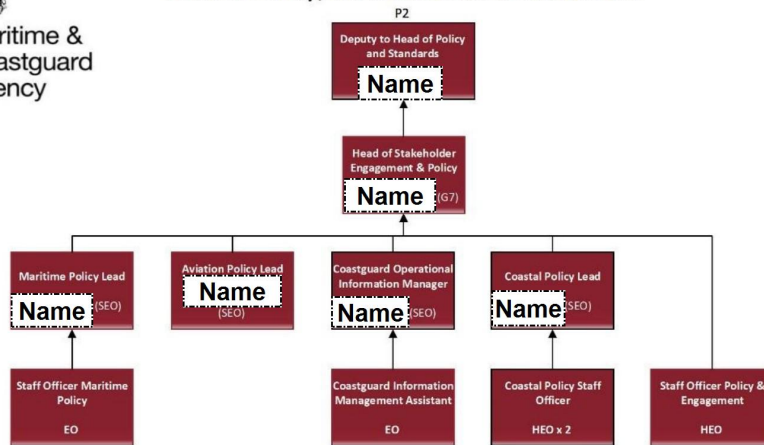 P2
Deputy to Head of Policy
and Standards
Name
Head of Stakeholder
Engagement & Policy
Name (G7)
Maritime Policy Lead
Name (SEO)
Aviation Policy Lead
Name
(SEO)
Coastguard Operational
Information Manager
Name (SEO)
Coastal Policy Lead
Name (SEO)
Staff Officer Maritime
Policy
EO
Coastguard Information
Management Assistant
EO
Coastal Policy Staff
Officer
HEO x 2
Staff Officer Policy &
Engagement
HEO
ritime &
astguard
ency